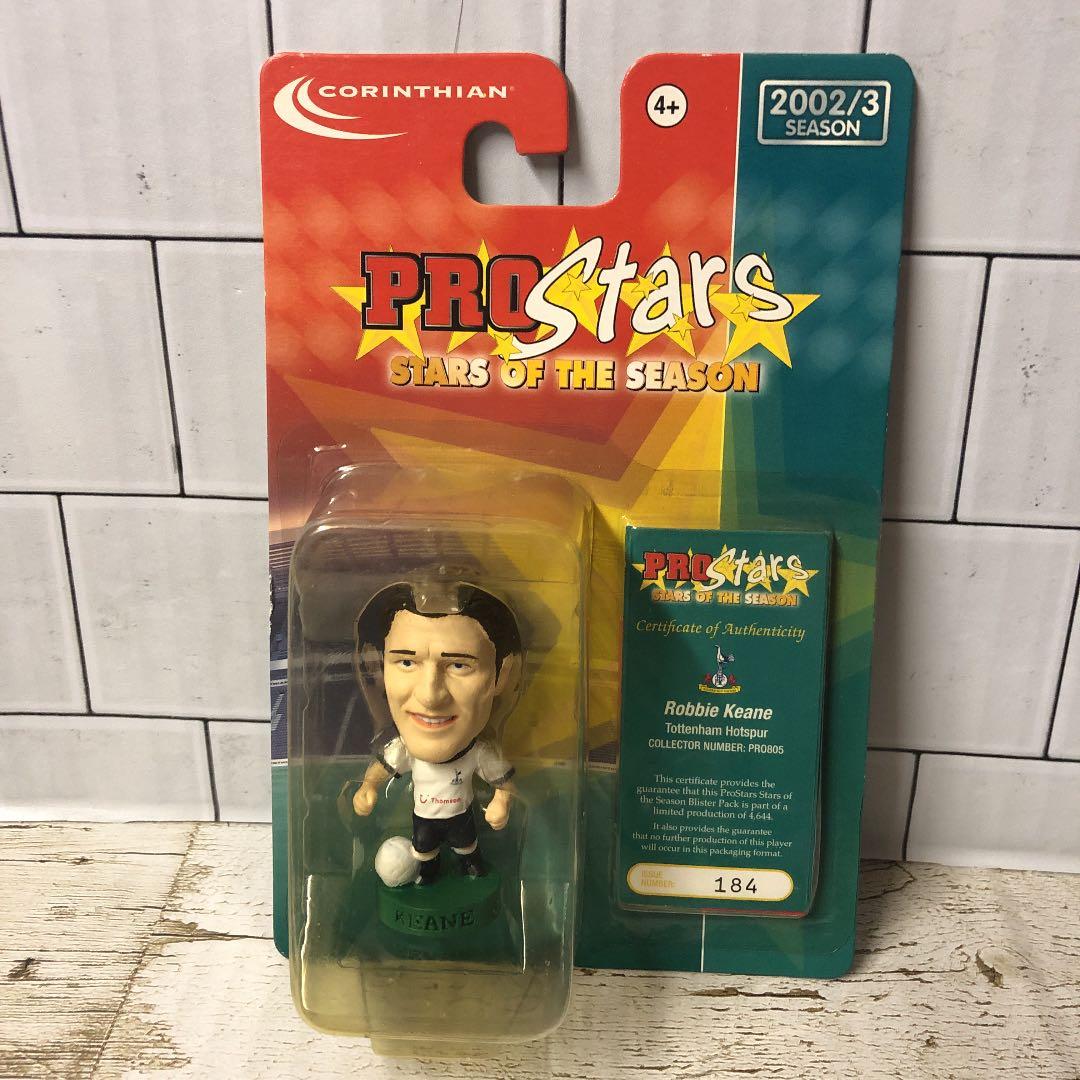 CORINTHIAN
4+
2002/3
SEASON
PROStars
STARS OF THE SEASON
PROStars
STARS OF THE SEASON
Certificate of Authenticity
Robbie Keane
Tottenham Hotspur
COLLECTOR NUMBER: PRO805
This certificate provides the
guarantee that this ProStars Stars of
the Season Blister Pack is part of a
limited production of 4,644.
It also provides the guarantee
that no further production of this player
will occur in this packaging format.
ISSUE
NUMBER:
184
Thomson
KEANE